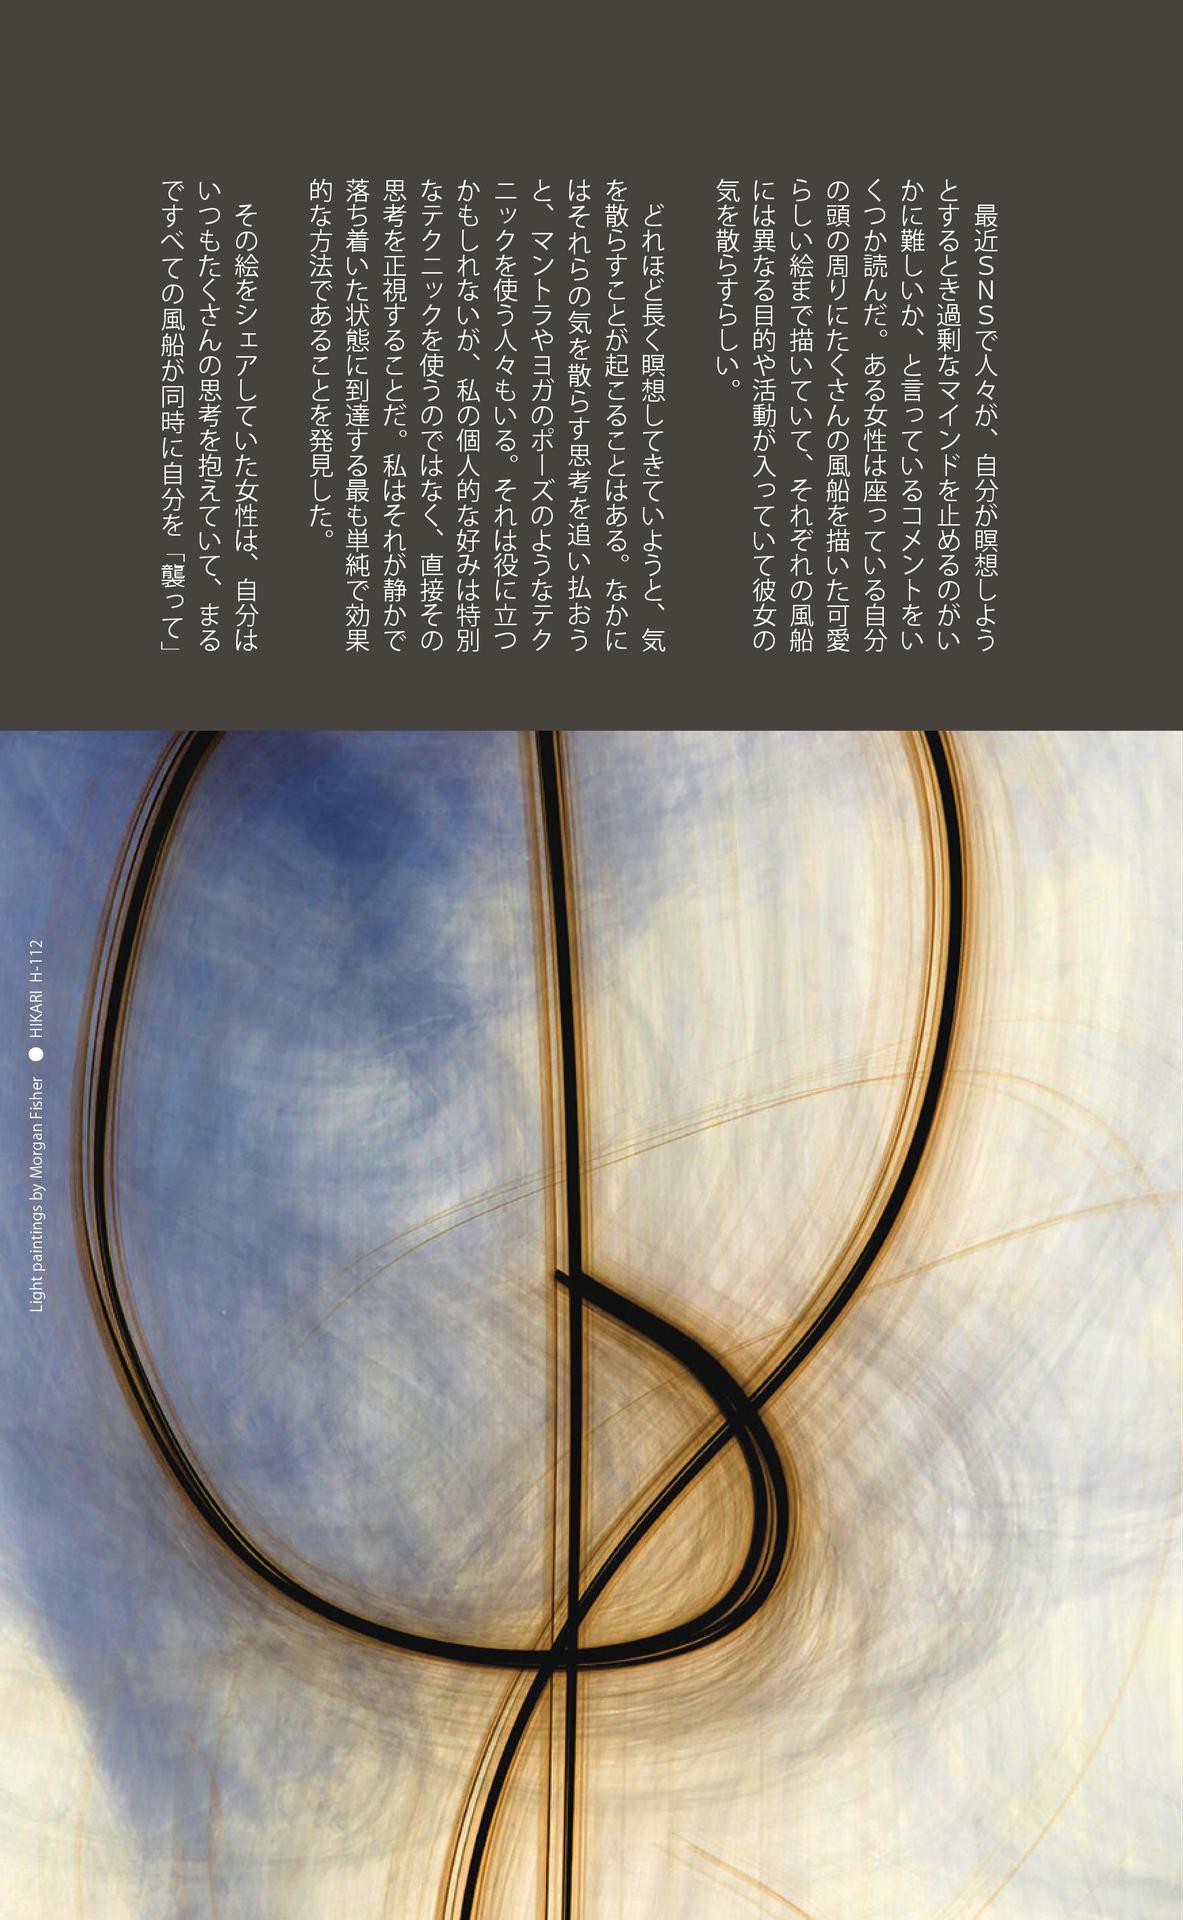 最近ＳＮＳで人々が、自分が瞑想しよう
とするとき過剰なマインドを止めるのがい
かに難しいか、と言っているコメントをい
くつか読んだ。ある女性は座っている自分
の頭の周りにたくさんの風船を描いた可愛
らしい絵まで描いていて、それぞれの風船
には異なる目的や活動が入っていて彼女の
気を散らすらしい。
どれほど長く瞑想してきていようと、気
を散らすことが起こることはある。なかに
はそれらの気を散らす思考を追い払おう
と、マントラやヨガのポーズのようなテク
ニックを使う人々もいる。それは役に立つ
かもしれないが、私の個人的な好みは特別
なテクニックを使うのではなく、直接その
思考を正視することだ。私はそれが静かで
落ち着いた状態に到達する最も単純で効果
的な方法であることを発見した。
その絵をシェアしていた女性は、自分は
いつもたくさんの思考を抱えていて、まる
ですべての風船が同時に自分を「襲って」
Light paintings by Morgan Fisher ● HIKARI H-112